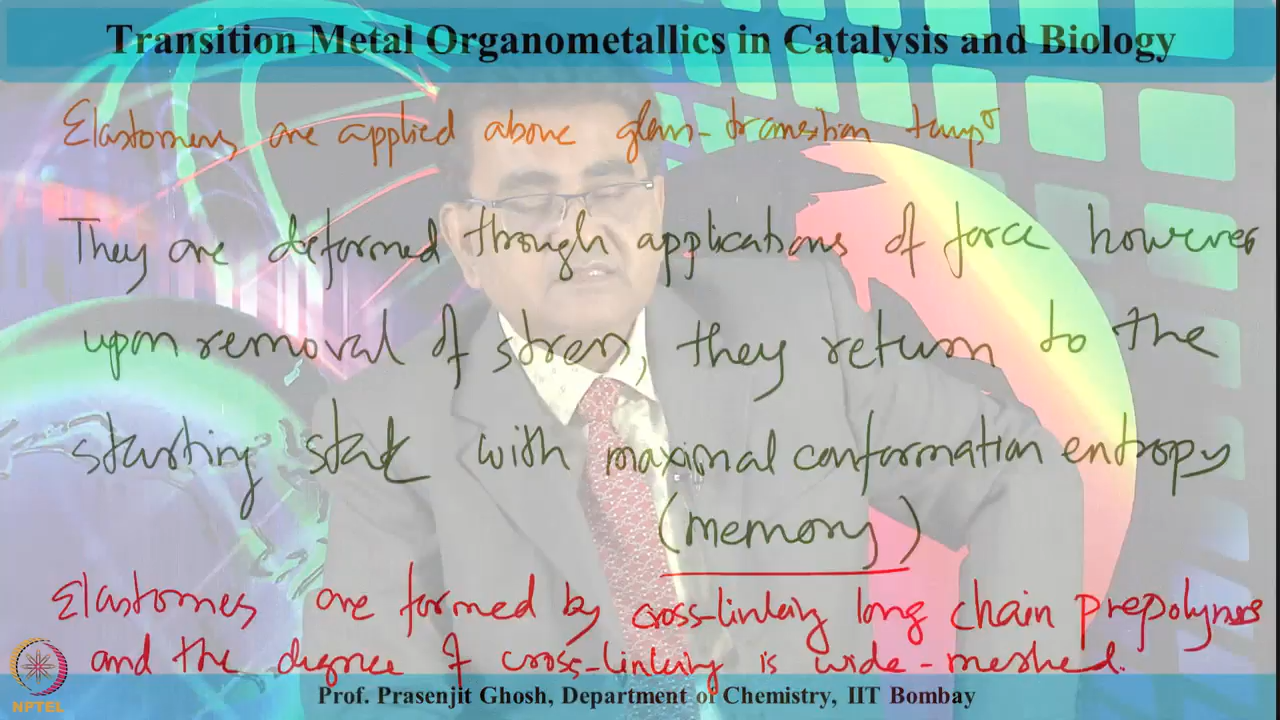 Transition Metal Organometallics in Catalysis and Biology
Elastomers are applied above glass-transition tempr
They are deformed through applications of force however
upon removal of stress, they return to the
starting state with maximal conformation entropy
(memory)
Elastomes are formed by cross-linking long chain prepolymers
and the degree of cross-linking is wide-meshed.
Prof. Prasenjit Ghosh, Department of Chemistry, IIT Bombay
NPTEL